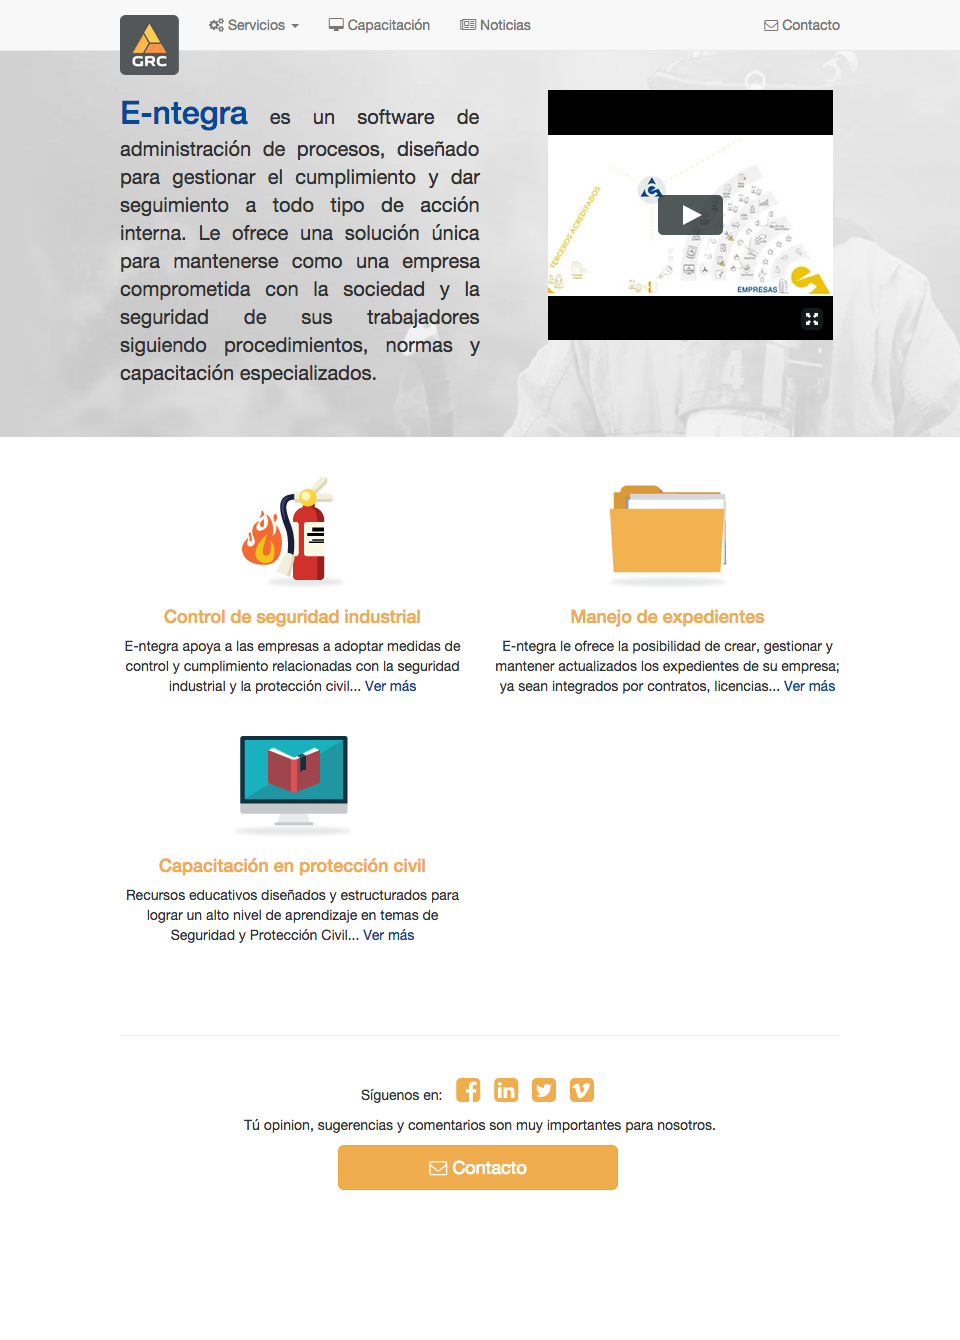 GRC
Servicios
Capacitación
Noticias
Contacto
E-ntegra es un software de
administración de procesos, diseñado
para gestionar el cumplimiento y dar
seguimiento a todo tipo de acción
interna. Le ofrece una solución única
para mantenerse como una empresa
comprometida con la sociedad y la
seguridad de sus trabajadores
siguiendo procedimientos, normas y
capacitación especializados.
TERCEROS ACREDITADOS
EMPRESAS
4
Control de seguridad industrial
E-ntegra apoya a las empresas a adoptar medidas de
control y cumplimiento relacionadas con la seguridad
industrial y la protección civil... Ver más
Manejo de expedientes
E-ntegra le ofrece la posibilidad de crear, gestionar y
mantener actualizados los expedientes de su empresa;
ya sean integrados por contratos, licencias... Ver más
Capacitación en protección civil
Recursos educativos diseñados y estructurados para
lograr un alto nivel de aprendizaje en temas de
Seguridad y Protección Civil... Ver más
Síguenos en:
Tú opinion, sugerencias y comentarios son muy importantes para nosotros.
Contacto